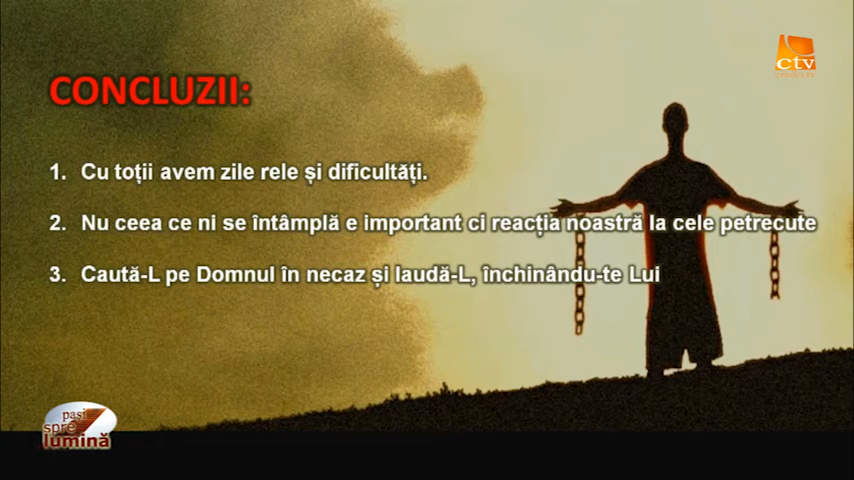 ctv
CONCLUZII:
1. Cu toții avem zile rele și dificultăți.
2. Nu ceea ce ni se întâmplă e important ci reacția noastră la cele petrecute
3. Caută-L pe Domnul în necaz și laudă-L, închinându-te Lui
pași
spre
lumină